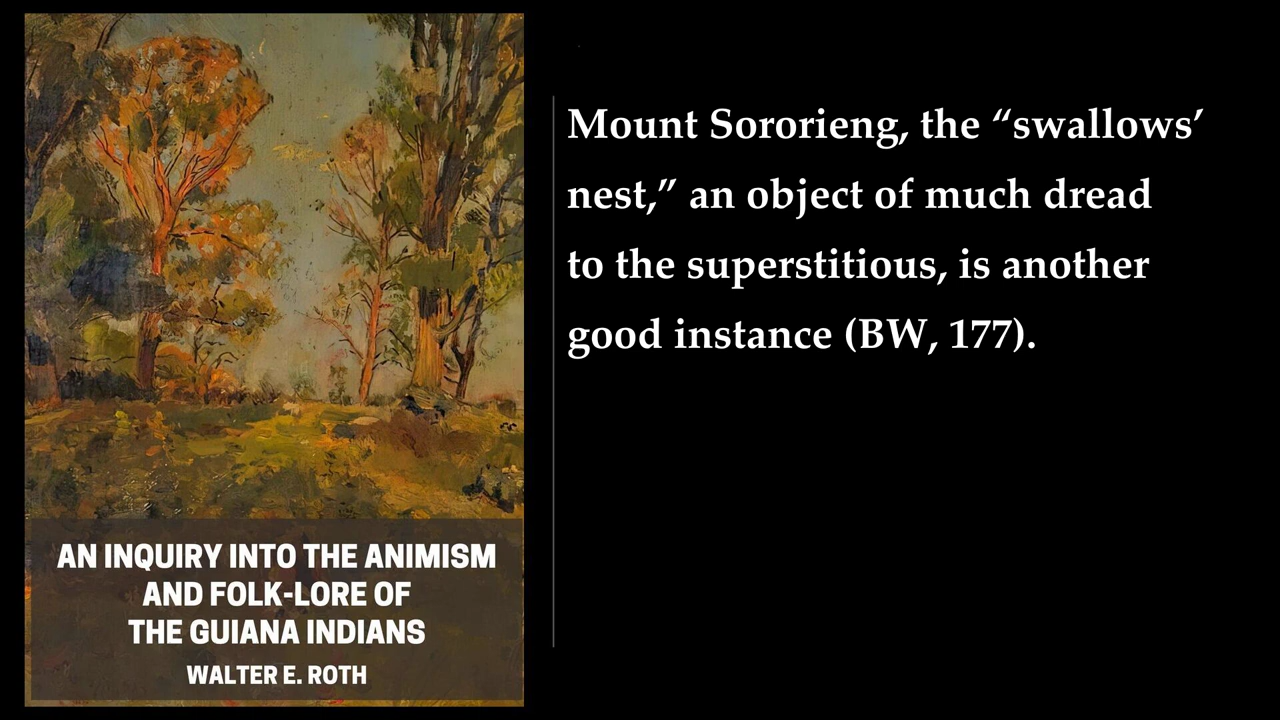 AN INQUIRY INTO THE ANIMISM
AND FOLK-LORE OF
THE GUIANA INDIANS
WALTER E. ROTH
Mount Sororieng, the “swallows’
nest,” an object of much dread
to the superstitious, is another
good instance (BW, 177).